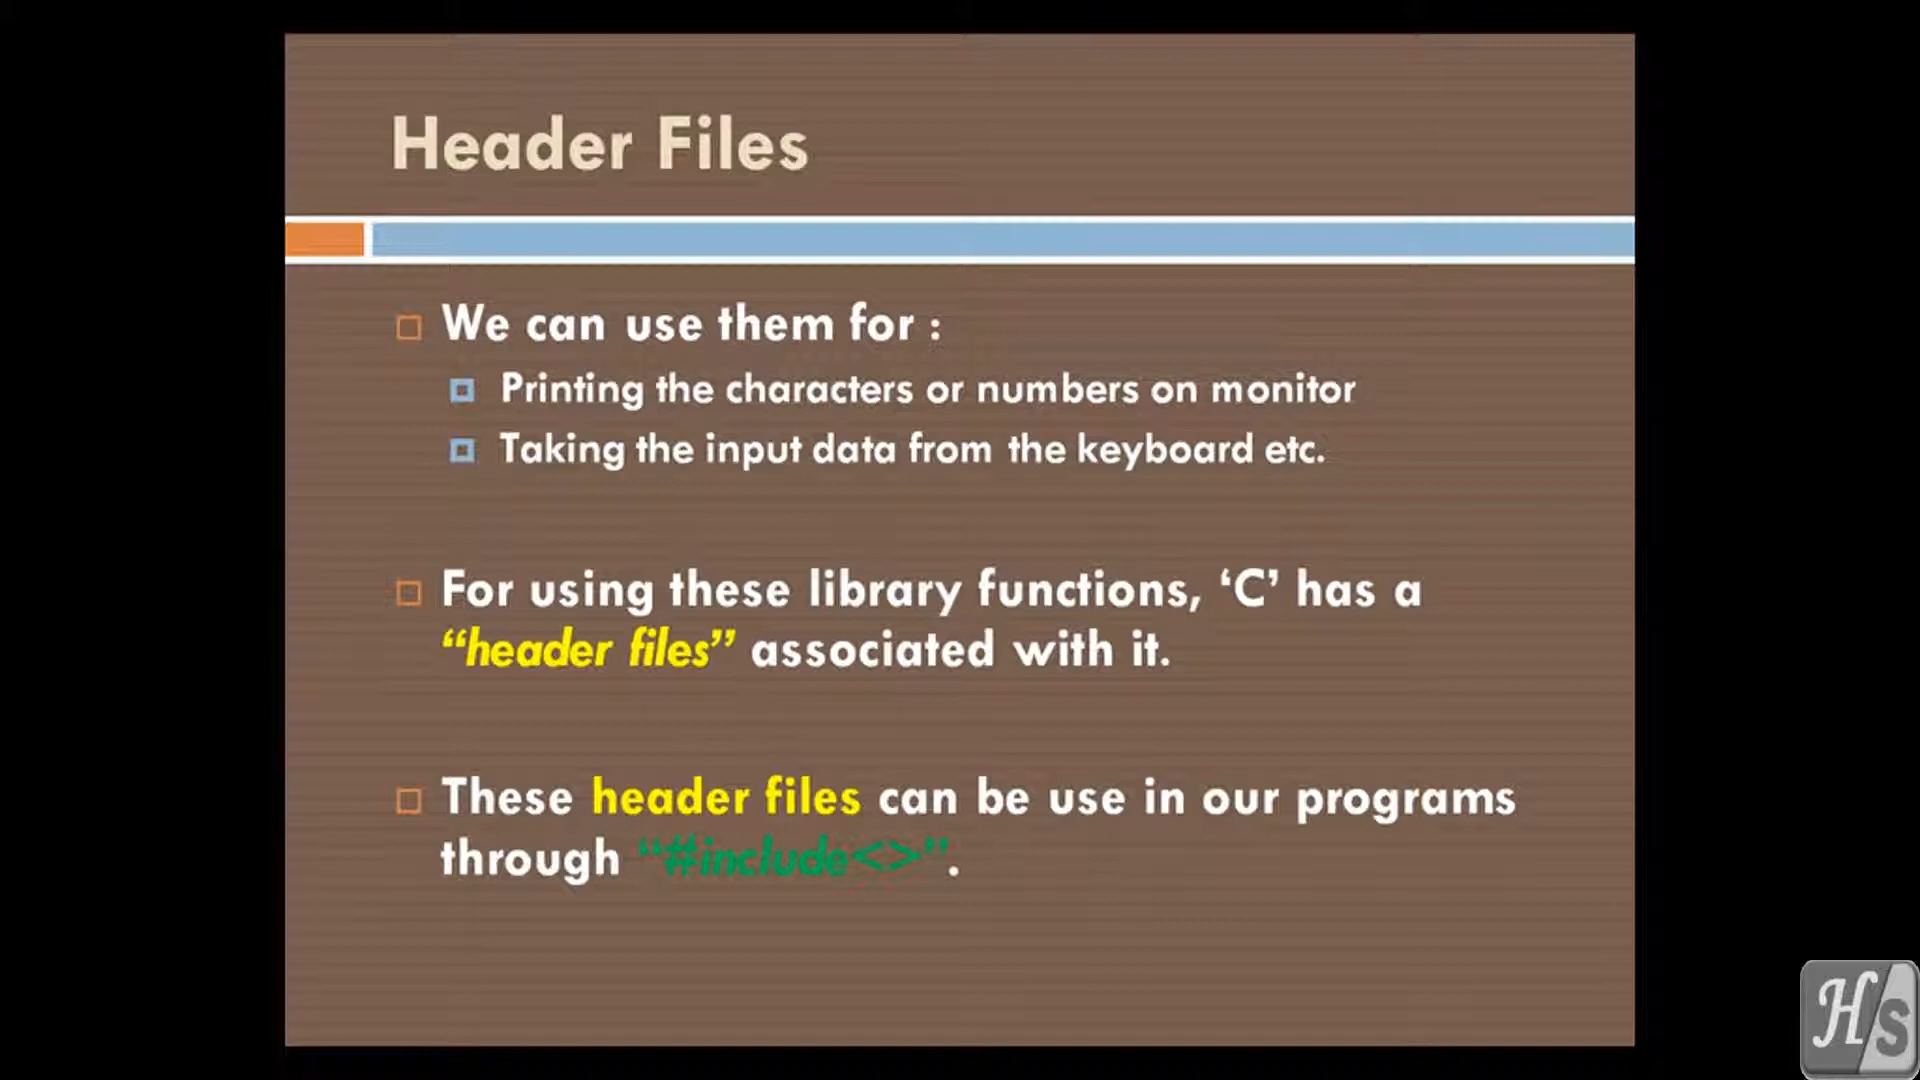 Header Files
We can use them for :
Printing the characters or numbers on monitor
Taking the input data from the keyboard etc.
For using these library functions, ‘C’ has a
“header files” associated with it.
These header files can be use in our programs
through “#include<>”.
Hs